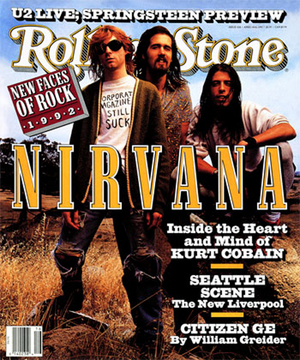 U2 LIVE; SPRINGSTEEN PREVIEW
Rolling Stone
NEW FACES
OF ROCK
·1·9·9·2·
CORPORATE
MAGAZINES
STILL
SUCK
NIRVANA
Inside the Heart
and Mind of
KURT COBAIN
SEATTLE
SCENE
The New Liverpool
CITIZEN GE
By William Greider